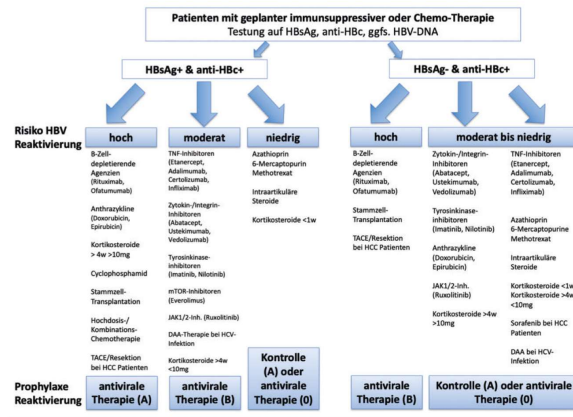 Patienten mit geplanter immunsuppressiver oder Chemo-Therapie
Testung auf HBsAg, anti-HBc, ggfs. HBV-DNA
HBsAg+ & anti-HBc+
HBsAg- & anti-HBc+
Risiko HBV
Reaktivierung
hoch
moderat
niedrig
hoch
moderat bis niedrig
B-Zell-
depletierende
Agenzien
(Rituximab,
Ofatumumab)
Anthrazykline
(Doxorubicin,
Epirubicin)
Kortikosteroide
> 4w >10mg
Cyclophosphamid
Stammzell-
Transplantation
Hochdosis-/
Kombinations-
Chemotherapie
TACE/Resektion
bei HCC Patienten
TNF-Inhibitoren
(Etanercept,
Adalimumab,
Certolizumab,
Infliximab)
Zytokin-/Integrin-
Inhibitoren
(Abatacept,
Ustekinumab,
Vedolizumab)
Tyrosinkinase-
inhibitoren
(Imatinib, Nilotinib)
mTOR-Inhibitoren
(Everolimus)
JAK1/2-Inh. (Ruxolitinib)
DAA-Therapie bei HCV-
Infektion
Kortikosteroide >4w
<10mg
Azathioprin
6-Mercaptopurin
Methotrexat
Intraartikuläre
Steroide
Kortikosteroide <1w
B-Zell-
depletierende
Agenzien
(Rituximab,
Ofatumumab)
Stammzell-
Transplantation
TACE/Resektion
bei HCC Patienten
Zytokin-/Integrin-
Inhibitoren
(Abatacept,
Ustekinumab,
Vedolizumab)
Tyrosinkinase-
inhibitoren
(Imatinib, Nilotinib)
Anthrazykline
(Doxorubicin,
Epirubicin)
JAK1/2-Inh.
(Ruxolitinib)
Kortikosteroide >4w
>10mg
TNF-Inhibitoren
(Etanercept,
Adalimumab,
Certolizumab,
Infliximab)
Azathioprin
6-Mercaptopurine
Methotrexat
Intraartikuläre
Steroide
Kortikosteroide <1w
Kortikosteroide >4w
<10mg
Sorafenib bei HCC
Patienten
DAA bei HCV-
Infektion
Prophylaxe
Reaktivierung
antivirale
Therapie (A)
antivirale
Therapie (B)
Kontrolle
(A) oder
antivirale
Therapie
(0)
antivirale
Therapie (B)
Kontrolle (A) oder antivirale
Therapie (0)